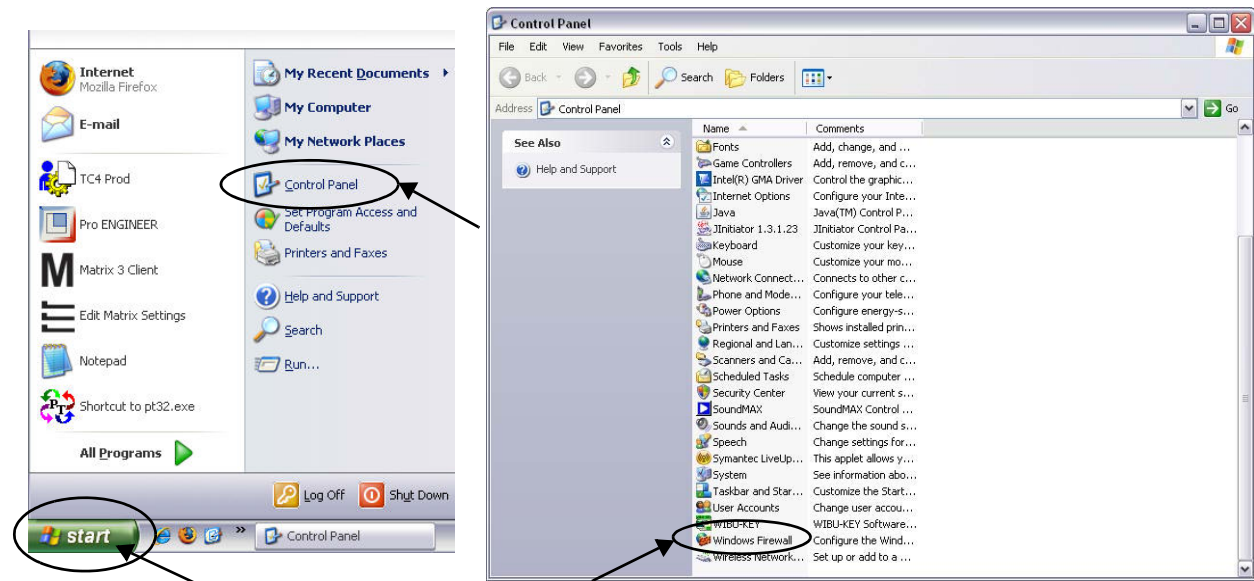 Internet
Mozilla Firefox
E-mail
TC4 Prod
Pro ENGINEER
Matrix 3 Client
Edit Matrix Settings
Notepad
Shortcut to pt32.exe
All Programs
My Recent Documents
My Computer
My Network Places
Control Panel
Set Program Access and
Defaults
Printers and Faxes
Help and Support
Search
Run...
Log Off Shut Down
start » Control Panel
Control Panel
File Edit View Favorites Tools Help
Back Search Folders
Address Control Panel Go
See Also
Help and Support
Name Comments
Fonts Add, change, and ...
Game Controllers Add, remove, and c...
Intel(R) GMA Driver Control the graphic...
Internet Options Configure your Inte...
Java Java(TM) Control P...
JInitiator 1.3.1.23 JInitiator Control Pa...
Keyboard Customize your key...
Mouse Customize your mo...
Network Connect... Connects to other c...
Phone and Mode... Configure your tele...
Power Options Configure energy-s...
Printers and Faxes Shows installed prin...
Regional and Lan... Customize settings ...
Scanners and Ca... Add, remove, and c...
Scheduled Tasks Schedule computer ...
Security Center View your current s...
SoundMAX SoundMAX Control ...
Sounds and Audi... Change the sound s...
Speech Change settings for...
Symantec LiveUp... This applet allows y...
System See information abo...
Taskbar and Star... Customize the Start...
User Accounts Change user accou...
WIBU-KEY WIBU-KEY Software...
Windows Firewall Configure the Wind...
Wireless Network... Set up or add to a ...